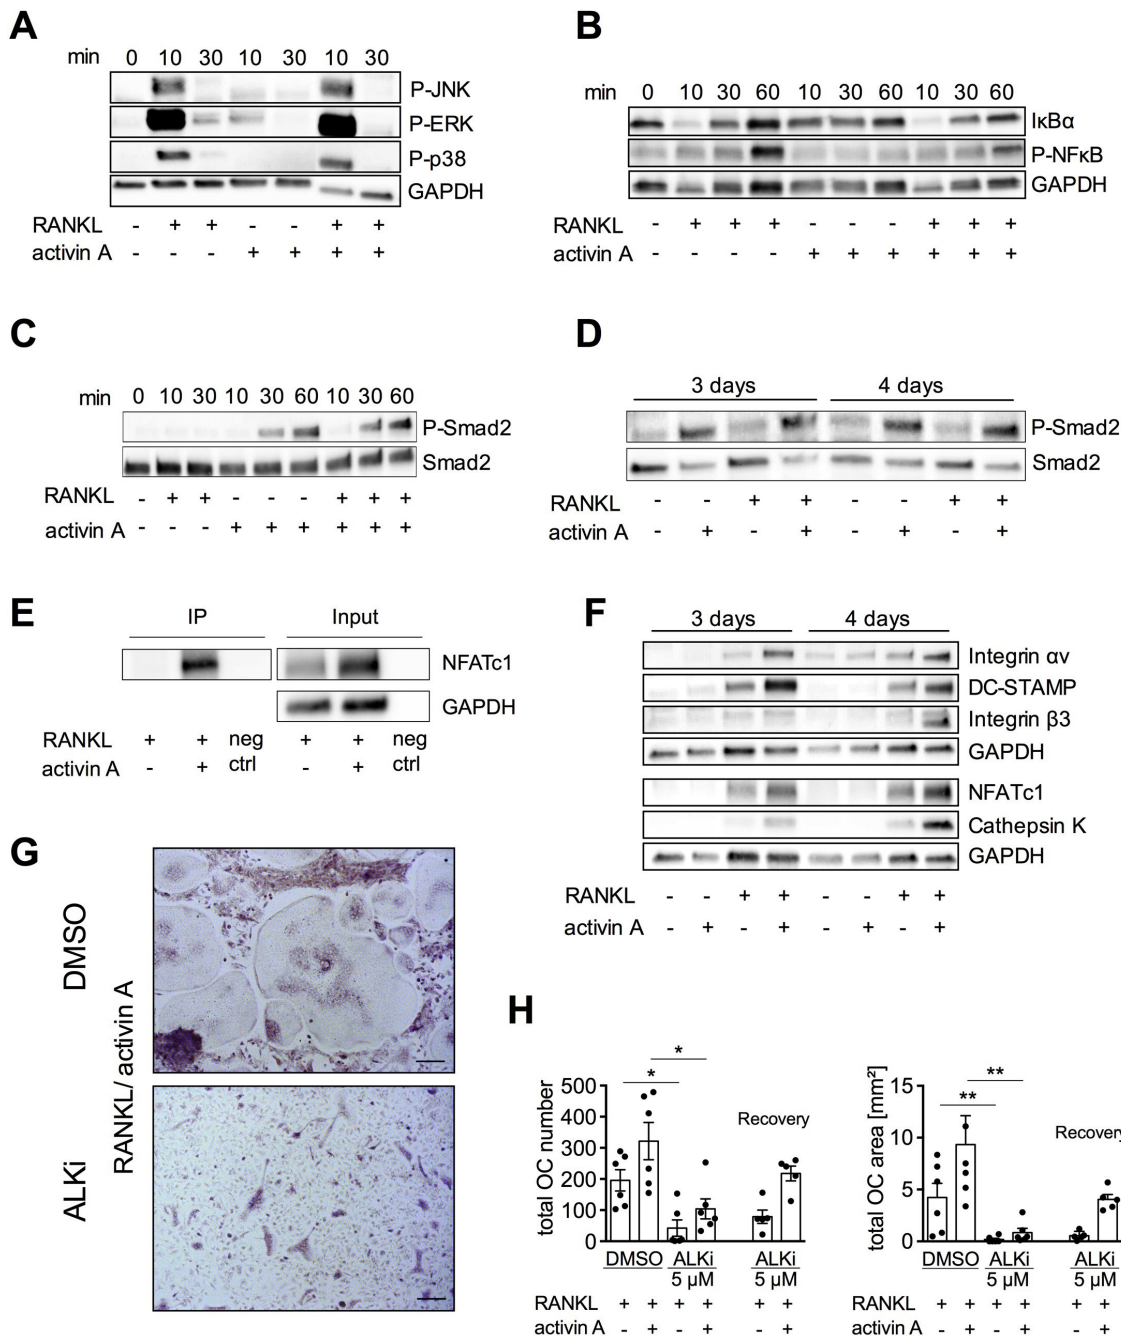 A
min 0 10 30 10 30 10 30
P-JNK
P-ERK
P-p38
GAPDH
RANKL - + + - - + +
activin A - - - + + + +
B
min 0 10 30 60 10 30 60 10 30 60
IκBα
P-NFκB
GAPDH
RANKL - + + + - - - + + +
activin A - - - - + + + + + +
C
min 0 10 30 10 30 60 10 30 60
P-Smad2
Smad2
RANKL - + + - - - + + +
activin A - - - + + + + + +
D
3 days 4 days
P-Smad2
Smad2
RANKL - - + + - - + +
activin A - + - + - + - +
E
IP Input
NFATc1
GAPDH
RANKL + + neg + + neg
activin A - + ctrl - + ctrl
F
3 days 4 days
Integrin αv
DC-STAMP
Integrin β3
GAPDH
NFATc1
Cathepsin K
GAPDH
RANKL - - + + - - + +
activin A - + - + - + - +
G
RANKL/ activin A
DMSO
ALKi
H
total OC number
500
400
300
200
100
0
* *
Recovery
DMSO ALKi ALKi
5 µM 5 µM
RANKL + + + + + +
activin A - + - + - +
total OC area [mm²]
15
10
5
0
** **
Recovery
DMSO ALKi ALKi
5 µM 5 µM
RANKL + + + + + +
activin A - + - + - +